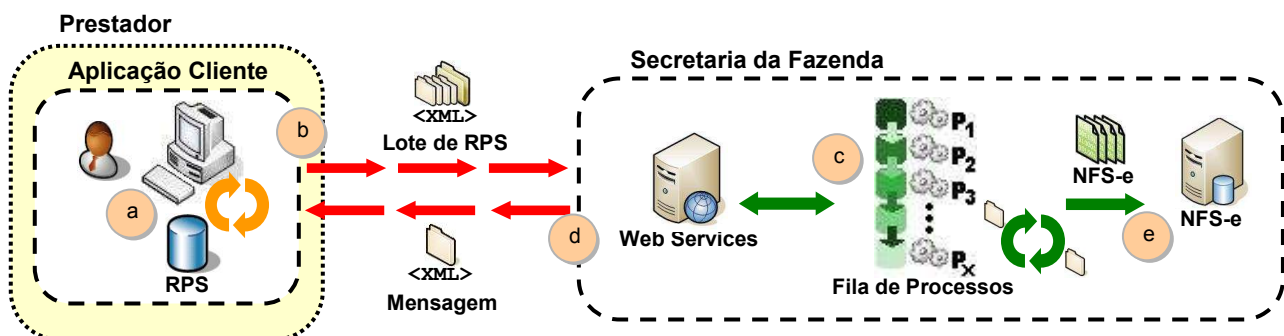 Prestador
Aplicação Cliente
a
RPS
b
<XML>
Lote de RPS
<XML>
Mensagem
Secretaria da Fazenda
d
Web Services
c
P1
P2
P3
Px
Fila de Processos
NFS-e
e
NFS-e